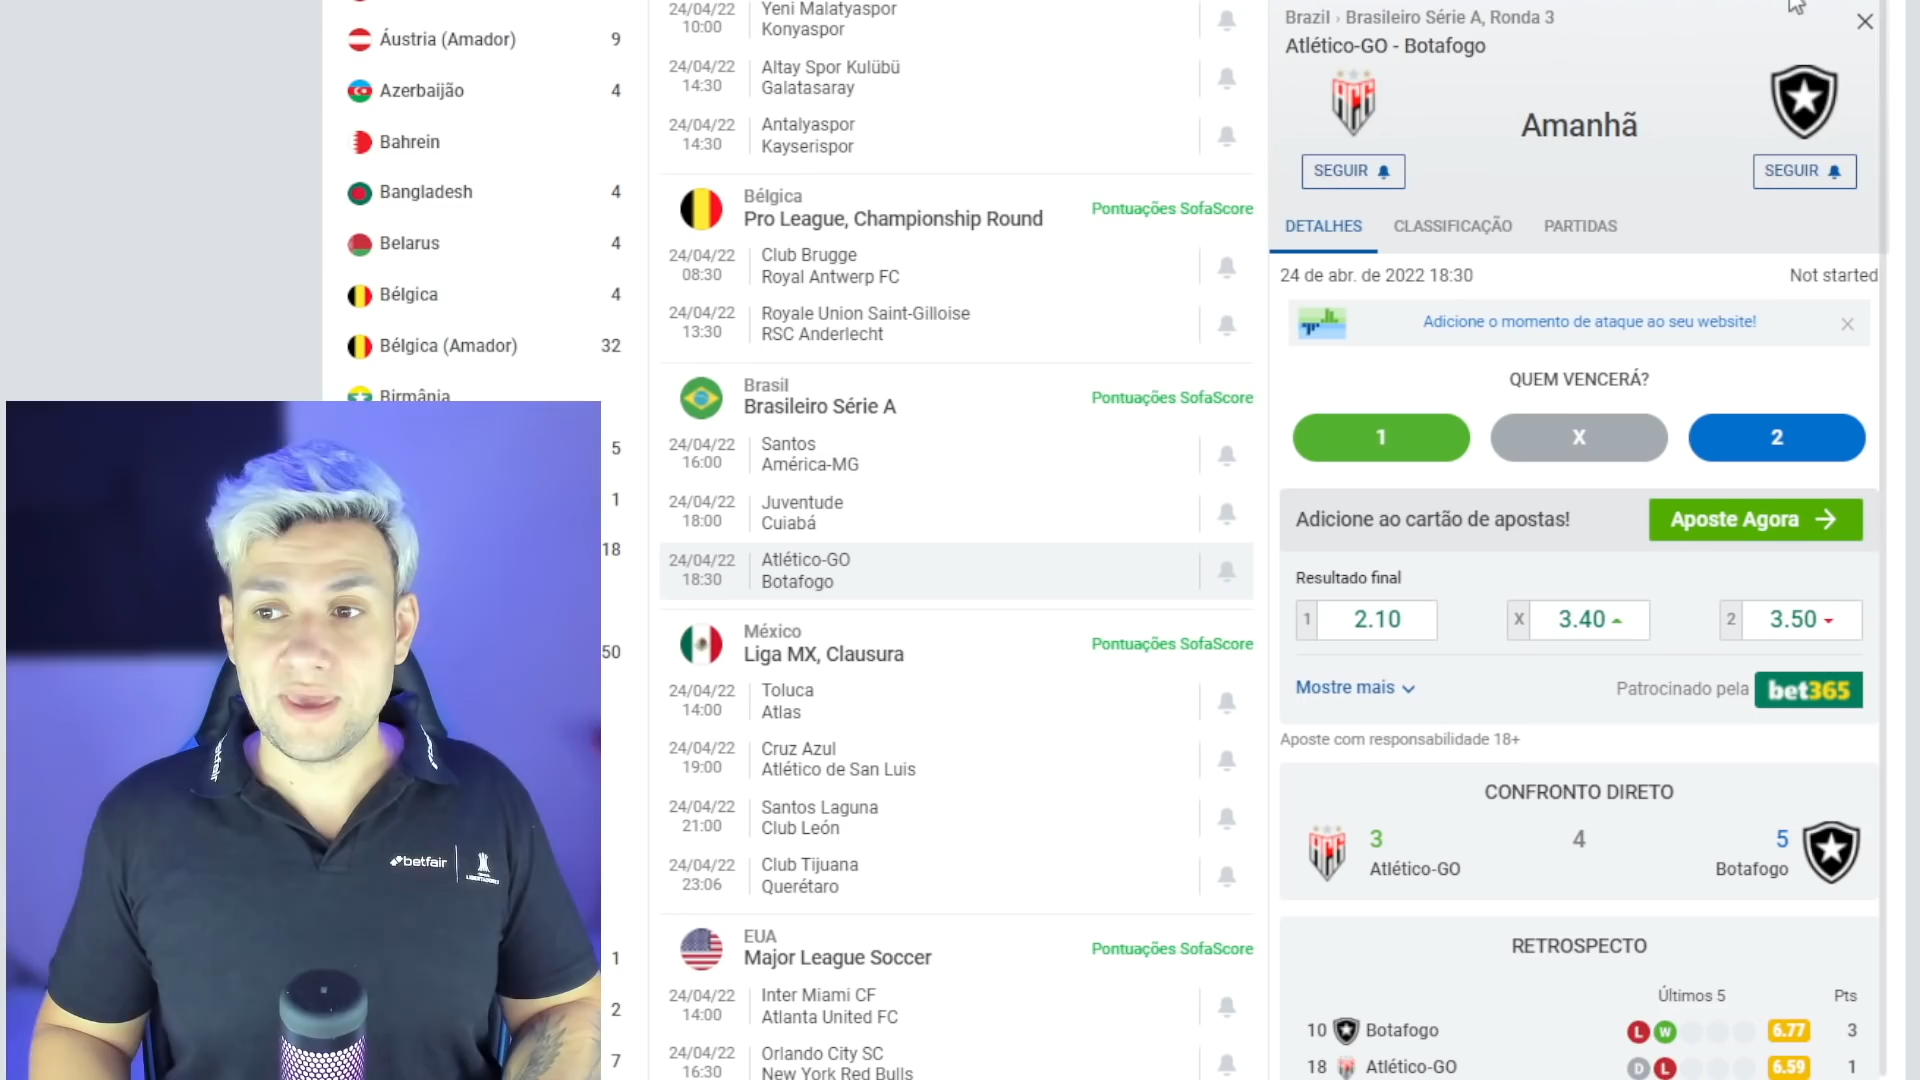 Áustria (Amador) 9
Azerbaijão 4
Bahrein
Bangladesh 4
Belarus 4
Bélgica 4
Bélgica (Amador) 32
Birmânia
5
1
18
50
1
2
7
24/04/22 Yeni Malatyaspor
10:00 Konyaspor
24/04/22 Altay Spor Kulübü
14:30 Galatasaray
24/04/22 Antalyaspor
14:30 Kayserispor
Bélgica
Pro League, Championship Round Pontuações SofaScore
24/04/22 Club Brugge
08:30 Royal Antwerp FC
24/04/22 Royale Union Saint-Gilloise
13:30 RSC Anderlecht
Brasil
Brasileiro Série A Pontuações SofaScore
24/04/22 Santos
16:00 América-MG
24/04/22 Juventude
18:00 Cuiabá
24/04/22 Atlético-GO
18:30 Botafogo
México
Liga MX, Clausura Pontuações SofaScore
24/04/22 Toluca
14:00 Atlas
24/04/22 Cruz Azul
19:00 Atlético de San Luis
24/04/22 Santos Laguna
21:00 Club León
24/04/22 Club Tijuana
23:06 Querétaro
EUA
Major League Soccer Pontuações SofaScore
24/04/22 Inter Miami CF
14:00 Atlanta United FC
24/04/22 Orlando City SC
16:30 New York Red Bulls
Brazil › Brasileiro Série A, Ronda 3
Atlético-GO - Botafogo
Amanhã
SEGUIR SEGUIR
DETALHES CLASSIFICAÇÃO PARTIDAS
24 de abr. de 2022 18:30 Not started
Adicione o momento de ataque ao seu website!
QUEM VENCERÁ?
1 X 2
Adicione ao cartão de apostas! Aposte Agora
Resultado final
1 2.10 X 3.40 2 3.50
Mostre mais Patrocinado pela bet365
Aposte com responsabilidade 18+
CONFRONTO DIRETO
3 4 5
Atlético-GO Botafogo
RETROSPECTO
Últimos 5 Pts
10 Botafogo L W 6.77 3
18 Atlético-GO D L 6.59 1
betfair